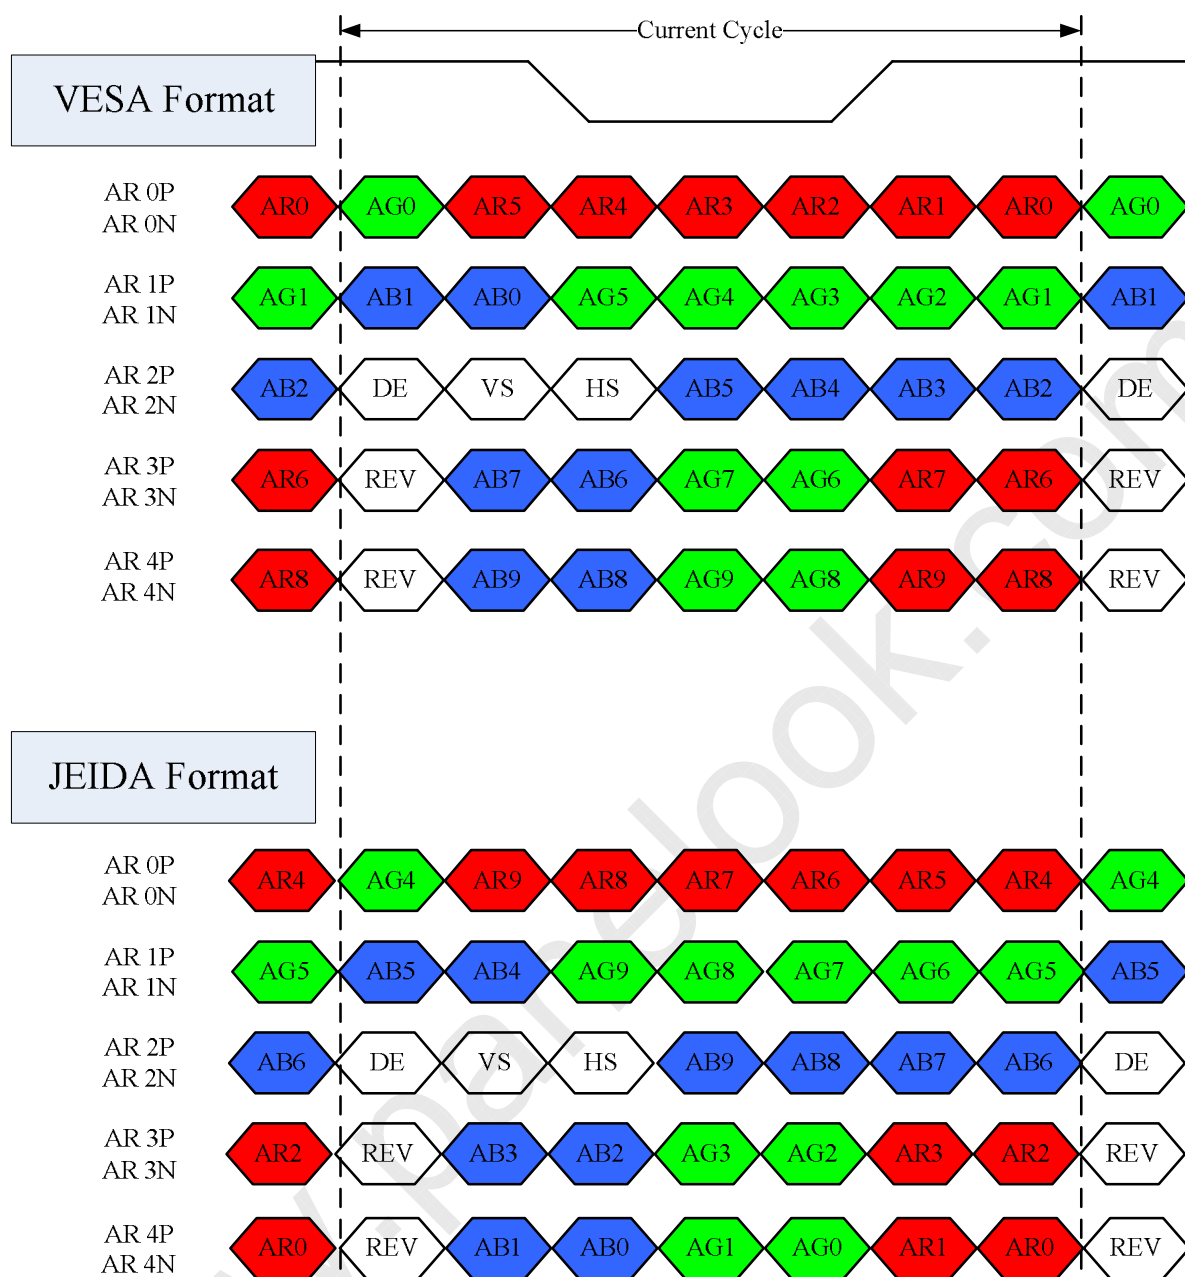 Current Cycle
VESA Format
AR 0P
AR 0N
AR0 AG0 AR5 AR4 AR3 AR2 AR1 AR0 AG0
AR 1P
AR 1N
AG1 AB1 AB0 AG5 AG4 AG3 AG2 AG1 AB1
AR 2P
AR 2N
AB2 DE VS HS AB5 AB4 AB3 AB2 DE
AR 3P
AR 3N
AR6 REV AB7 AB6 AG7 AG6 AR7 AR6 REV
AR 4P
AR 4N
AR8 REV AB9 AB8 AG9 AG8 AR9 AR8 REV
JEIDA Format
AR 0P
AR 0N
AR4 AG4 AR9 AR8 AR7 AR6 AR5 AR4 AG4
AR 1P
AR 1N
AG5 AB5 AB4 AG9 AG8 AG7 AG6 AG5 AB5
AR 2P
AR 2N
AB6 DE VS HS AB9 AB8 AB7 AB6 DE
AR 3P
AR 3N
AR2 REV AB3 AB2 AG3 AG2 AR3 AR2 REV
AR 4P
AR 4N
AR0 REV AB1 AB0 AG1 AG0 AR1 AR0 REV
.panelook.com